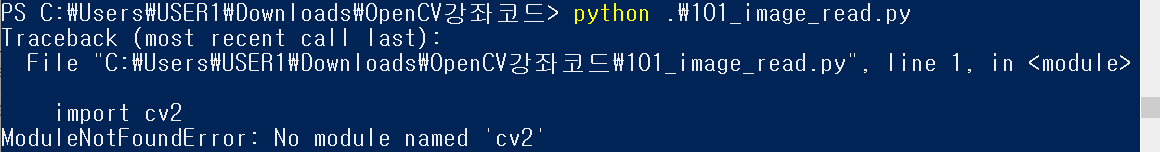 PS C:₩Users₩USER1₩Downloads₩OpenCV강좌코드> python .₩101_image_read.py
Traceback (most recent call last):
  File "C:₩Users₩USER1₩Downloads₩OpenCV강좌코드₩101_image_read.py", line 1, in <module>
    import cv2
ModuleNotFoundError: No module named 'cv2'